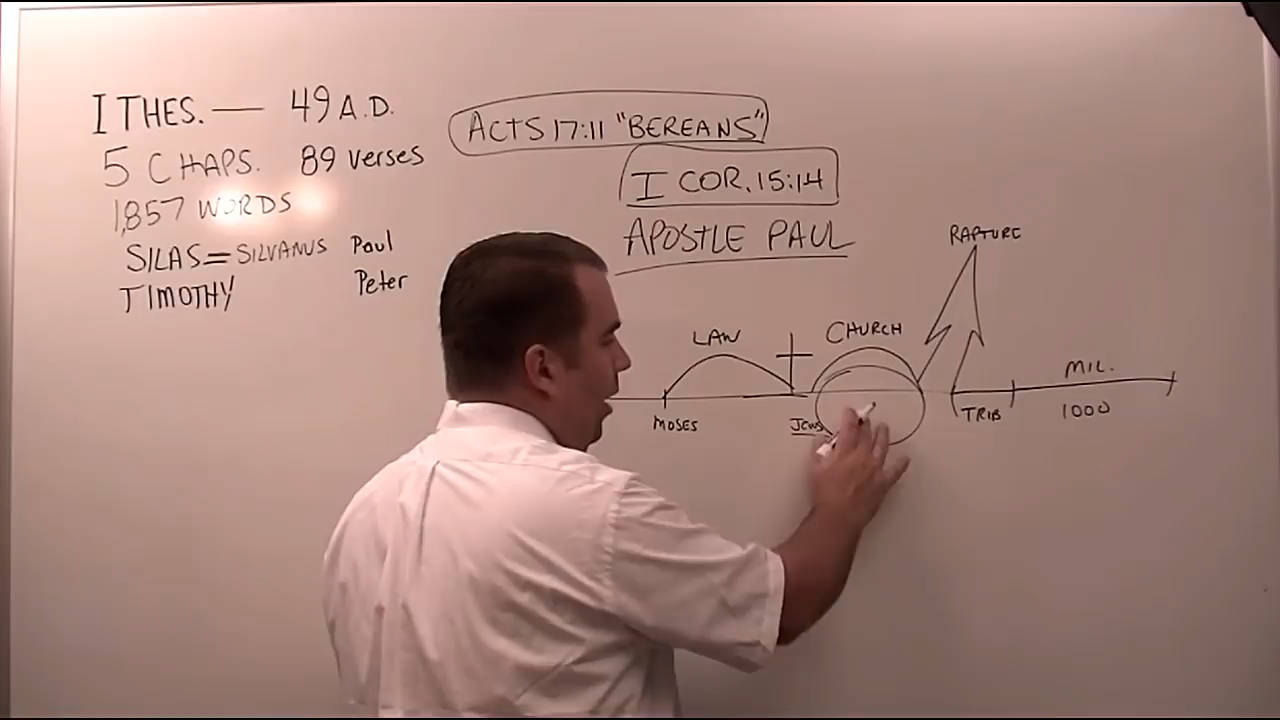 I THES. — 49 A.D.
5 CHAPS. 89 verses
1,857 WORDS
SILAS = SILVANUS Paul
TIMOTHY Peter
ACTS 17:11 "BEREANS"
I COR. 15:14
APOSTLE PAUL
RAPTURE
LAW
CHURCH
MIL.
MOSES
JEWS
TRIB
1000